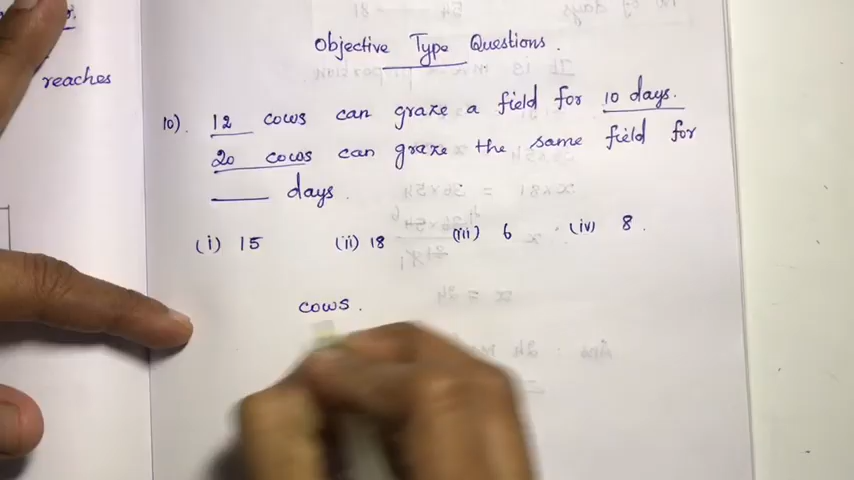 reaches
Objective Type Questions.
10). 12 cows can graze a field for 10 days.
20 cows can graze the same field for
____ days.
(i) 15 (ii) 18 (iii) 6 (iv) 8.
cows.